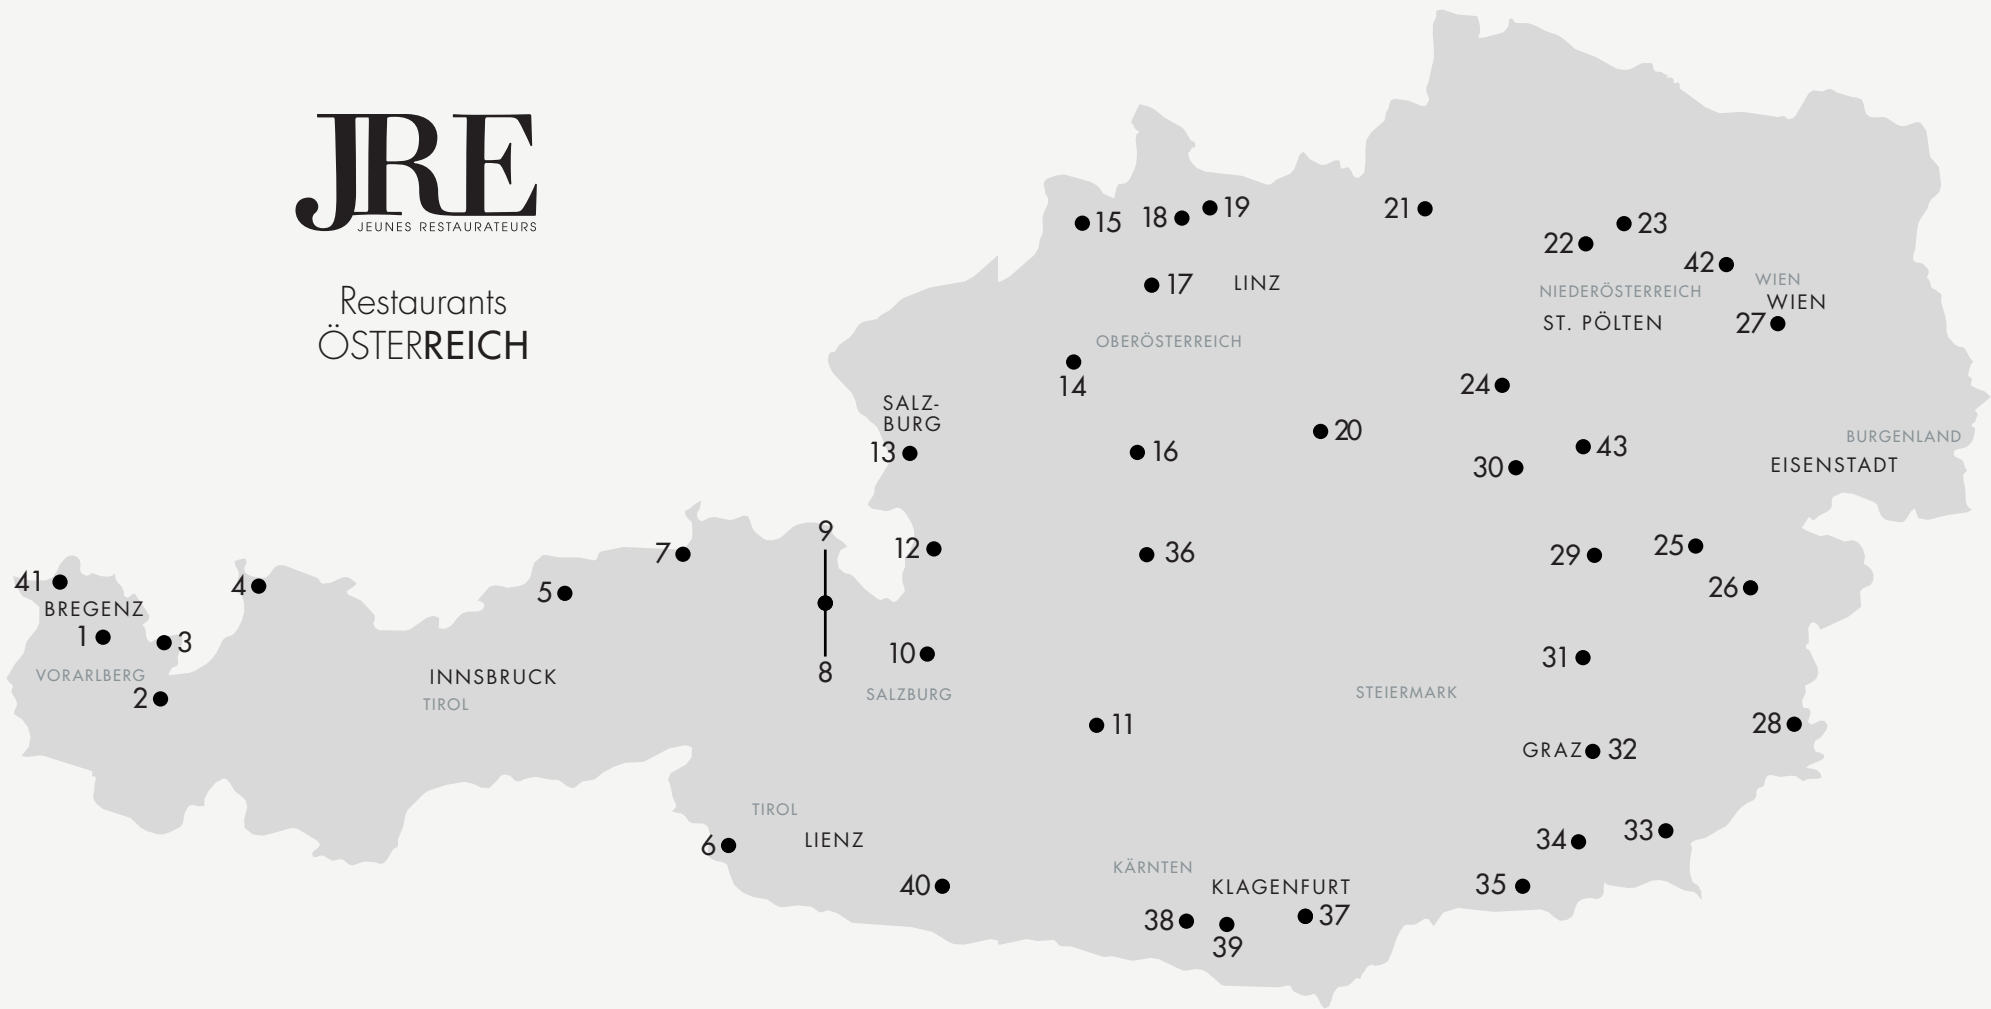 JRE
JEUNES RESTAURATEURS
Restaurants
ÖSTERREICH
15
18
19
21
22
23
42
WIEN
WIEN
27
NIEDERÖSTERREICH
ST. PÖLTEN
17
LINZ
OBERÖSTERREICH
14
24
SALZ-
BURG
13
16
20
30
43
BURGENLAND
EISENSTADT
9
7
12
36
29
25
26
41
BREGENZ
4
5
1
3
VORARLBERG
2
INNSBRUCK
TIROL
8
10
SALZBURG
31
STEIERMARK
11
28
GRAZ
32
TIROL
LIENZ
6
34
33
40
KÄRNTEN
KLAGENFURT
35
38
39
37